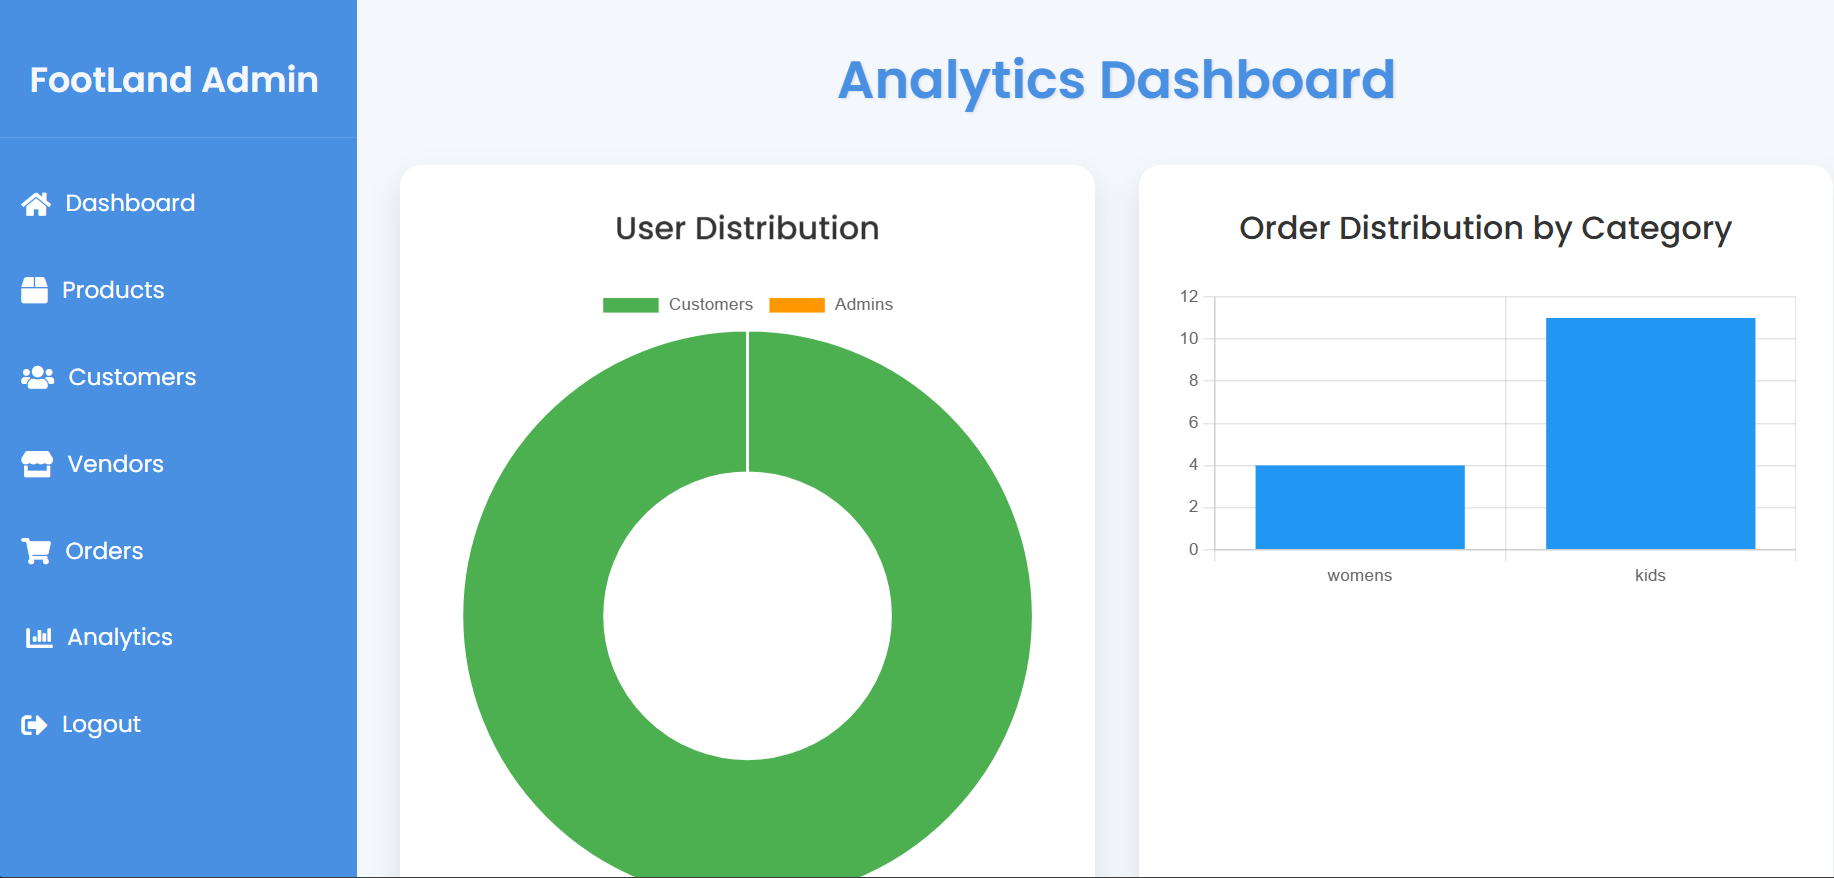 FootLand Admin
Dashboard
Products
Customers
Vendors
Orders
Analytics
Logout
Analytics Dashboard
User Distribution
Customers Admins
Order Distribution by Category
12
10
8
6
4
2
0
womens kids